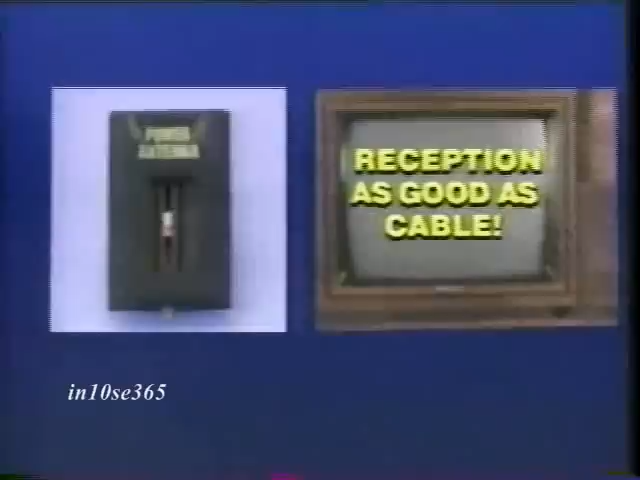 POWER
ANTENNA
RECEPTION
AS GOOD AS
CABLE!
in10se365